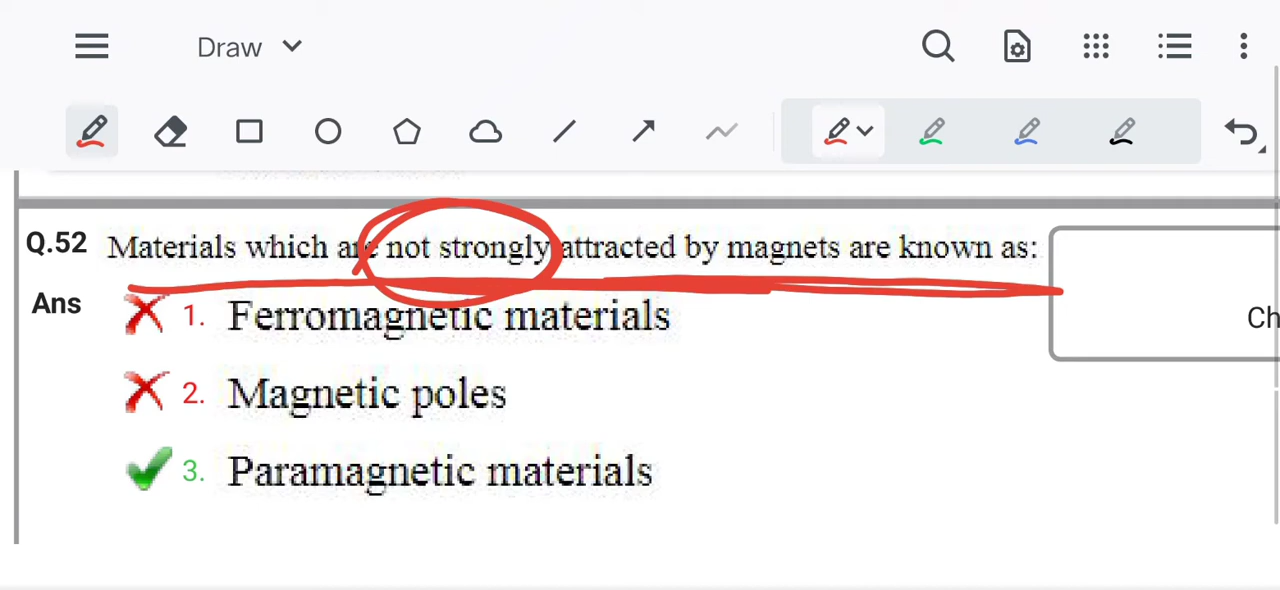 Draw
Q.52 Materials which are not strongly attracted by magnets are known as:
Ans
1. Ferromagnetic materials
Ch
2. Magnetic poles
3. Paramagnetic materials